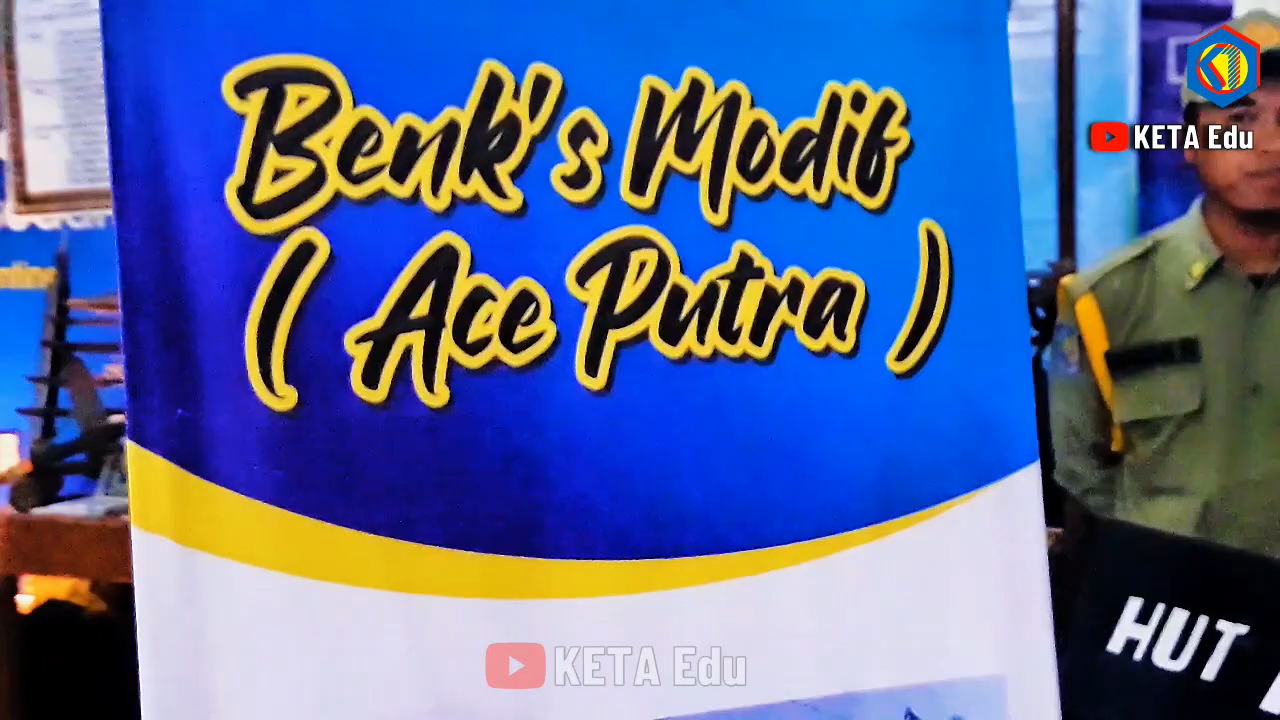 Benk's Modif
( Ace Putra )
KETA Edu
HUT
KETA Edu